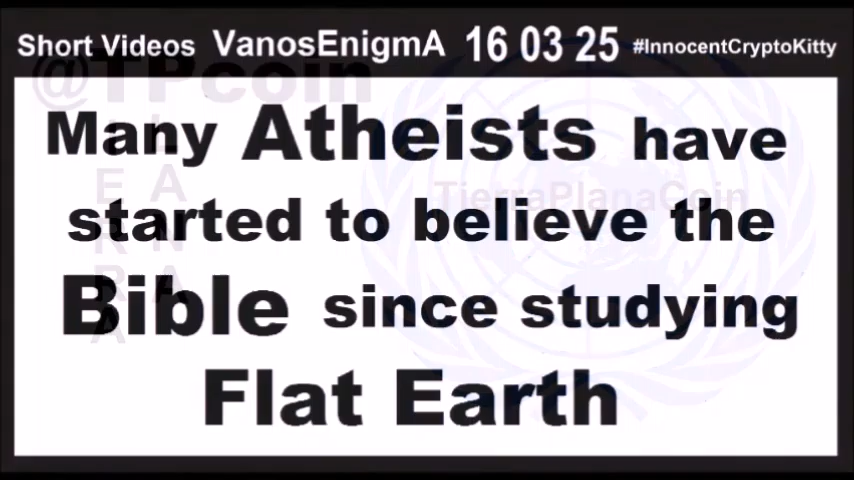 Short Videos VanosEnigmA 16 03 25 #InnocentCryptoKitty
@TPcoin
Many Atheists have
TierraPlanaCoin
started to believe the
Bible since studying
Flat Earth